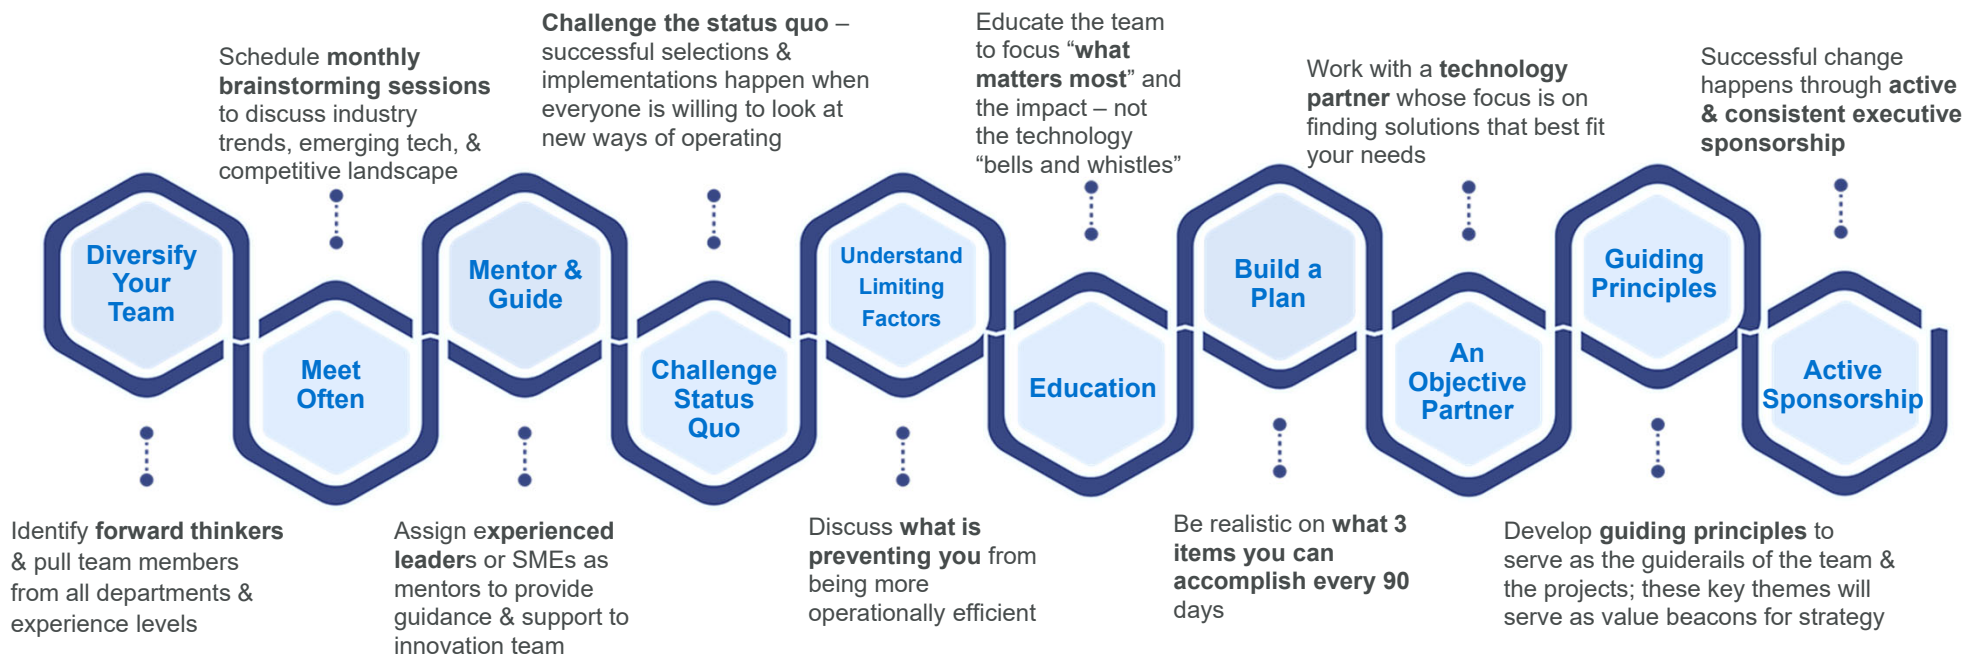 Schedule monthly
brainstorming sessions
to discuss industry
trends, emerging tech, &
competitive landscape
Challenge the status quo –
successful selections &
implementations happen when
everyone is willing to look at
new ways of operating
Educate the team
to focus “what
matters most” and
the impact – not
the technology
“bells and whistles”
Work with a technology
partner whose focus is on
finding solutions that best fit
your needs
Successful change
happens through active
& consistent executive
sponsorship
Diversify
Your
Team
Meet
Often
Mentor &
Guide
Challenge
Status
Quo
Understand
Limiting
Factors
Education
Build a
Plan
An
Objective
Partner
Guiding
Principles
Active
Sponsorship
Identify forward thinkers
& pull team members
from all departments &
experience levels
Assign experienced
leaders or SMEs as
mentors to provide
guidance & support to
innovation team
Discuss what is
preventing you from
being more
operationally efficient
Be realistic on what 3
items you can
accomplish every 90
days
Develop guiding principles to
serve as the guiderails of the team &
the projects; these key themes will
serve as value beacons for strategy